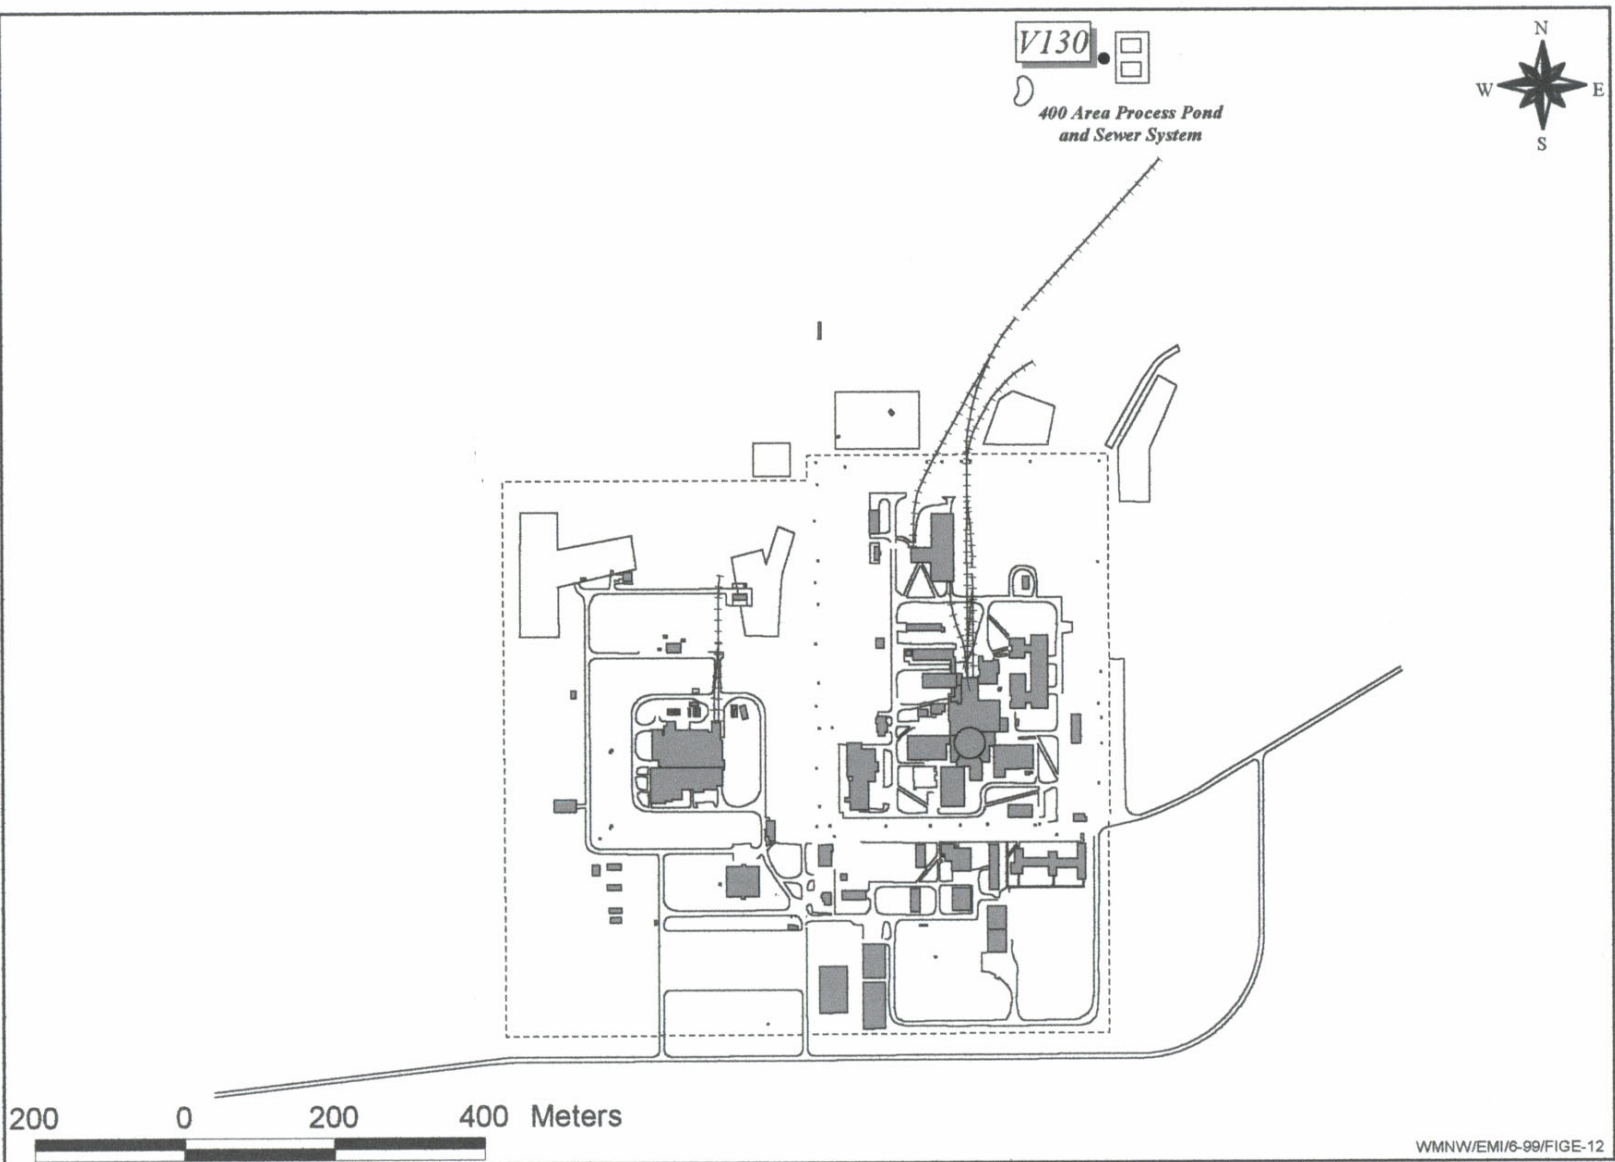 V130
400 Area Process Pond
and Sewer System
N
W
E
S
200 0 200 400 Meters
WMNW/EMI/6-99/FIGE-12